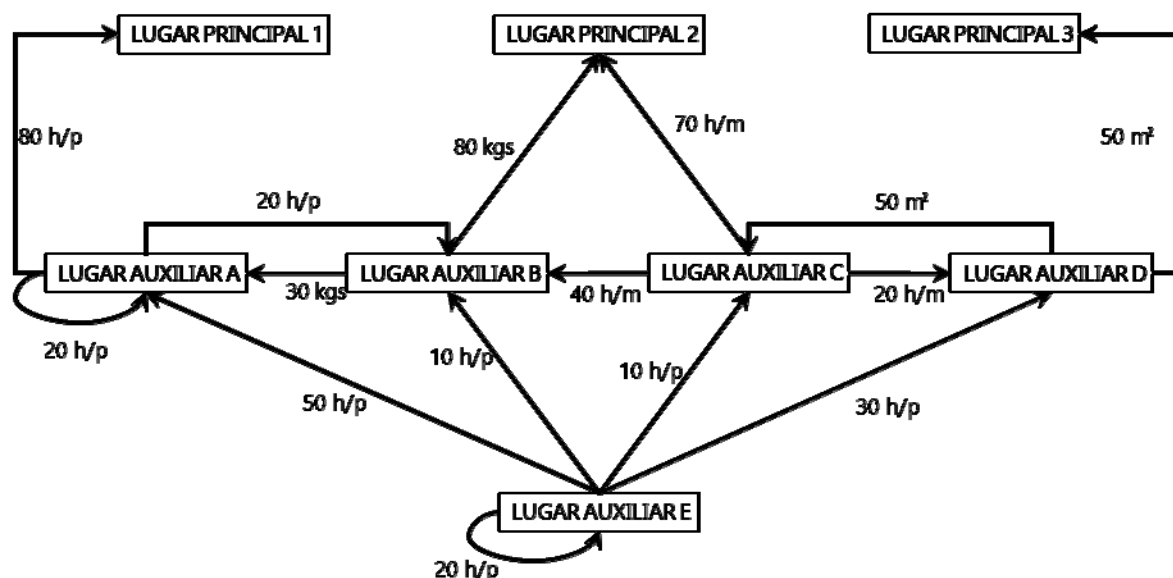 LUGAR PRINCIPAL 1
LUGAR PRINCIPAL 2
LUGAR PRINCIPAL 3
80 h/p
80 kgs
70 h/m
50 m²
20 h/p
50 m²
LUGAR AUXILIAR A
LUGAR AUXILIAR B
LUGAR AUXILIAR C
LUGAR AUXILIAR D
30 kgs
40 h/m
20 h/m
20 h/p
10 h/p
10 h/p
50 h/p
30 h/p
LUGAR AUXILIAR E
20 h/p